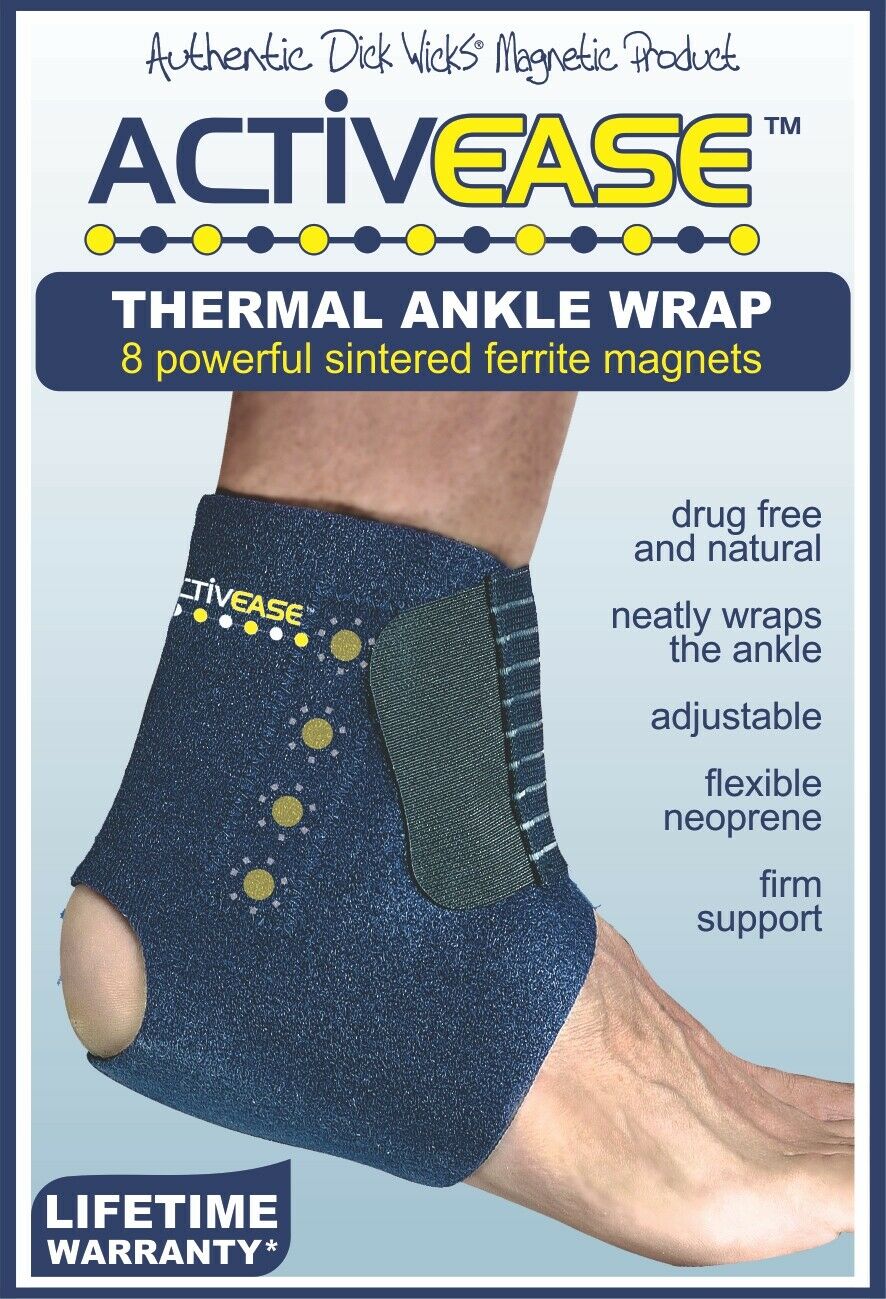 Authentic Dick Wicks® Magnetic Product
ACTiVEASE™
THERMAL ANKLE WRAP
8 powerful sintered ferrite magnets
drug free
and natural
CTiVEASE™
neatly wraps
the ankle
adjustable
flexible
neoprene
firm
support
LIFETIME
WARRANTY*